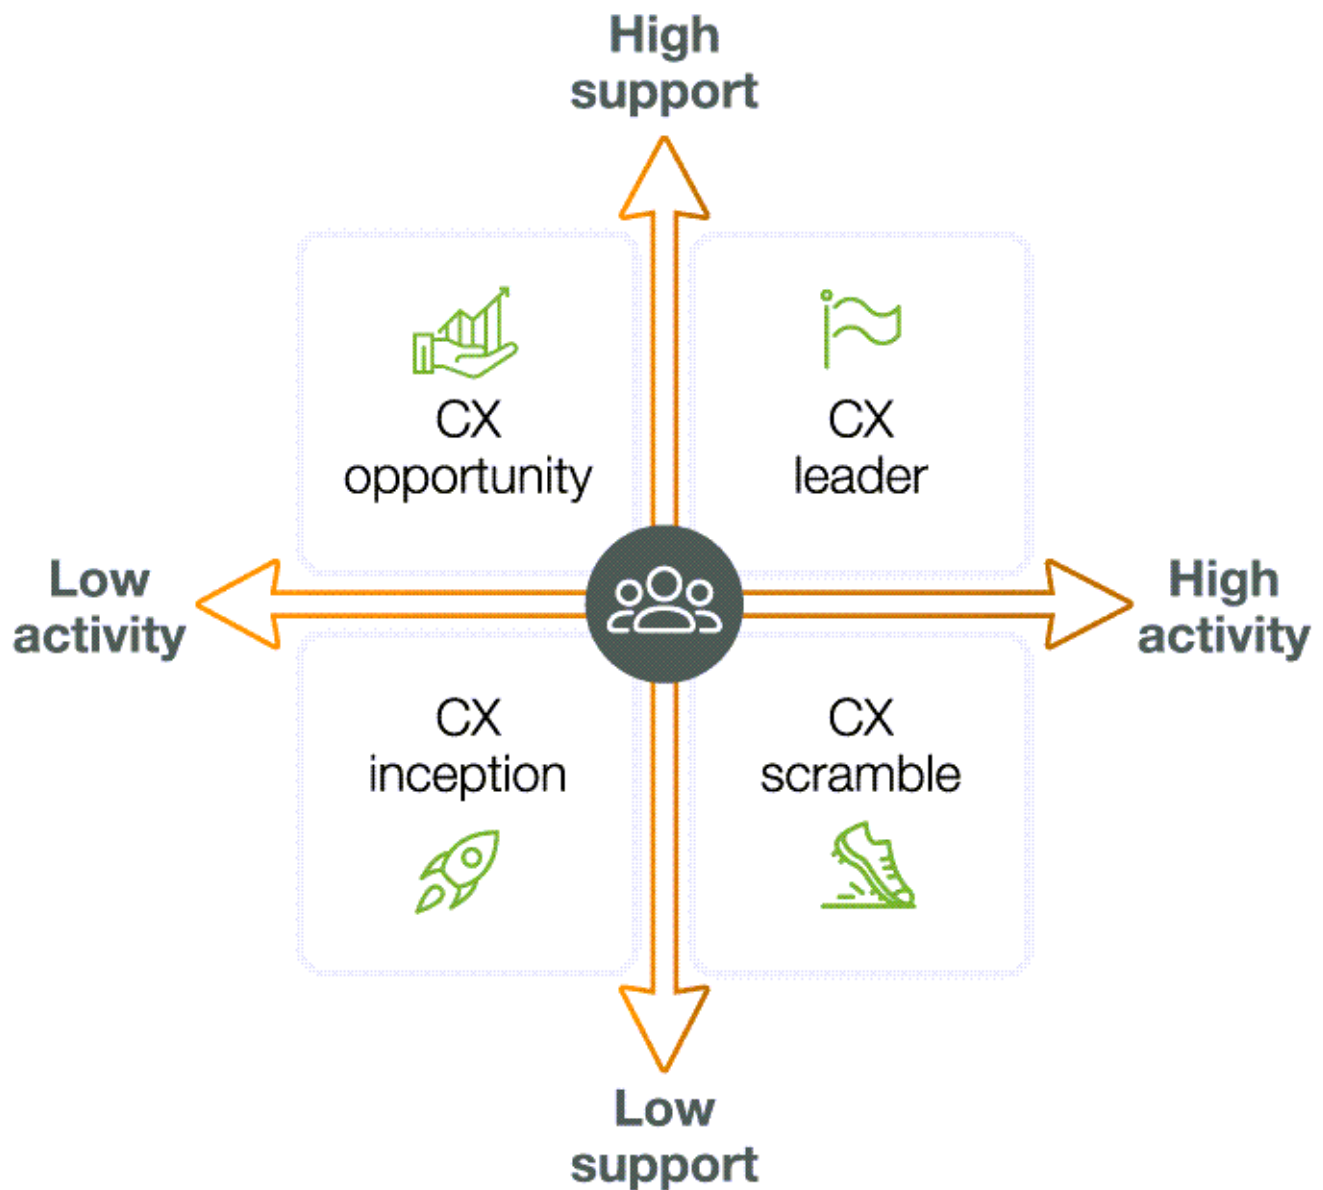 High
support
CX
opportunity
CX
leader
Low
activity
High
activity
CX
inception
CX
scramble
Low
support